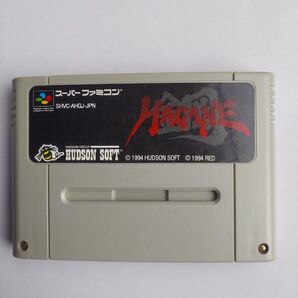 スーパーファミコン
SHVC-AHGJ-JPN
HAGANE
鋼
HUDSON GROUP
HUDSON SOFT
© 1994 HUDSON SOFT © 1994 RED